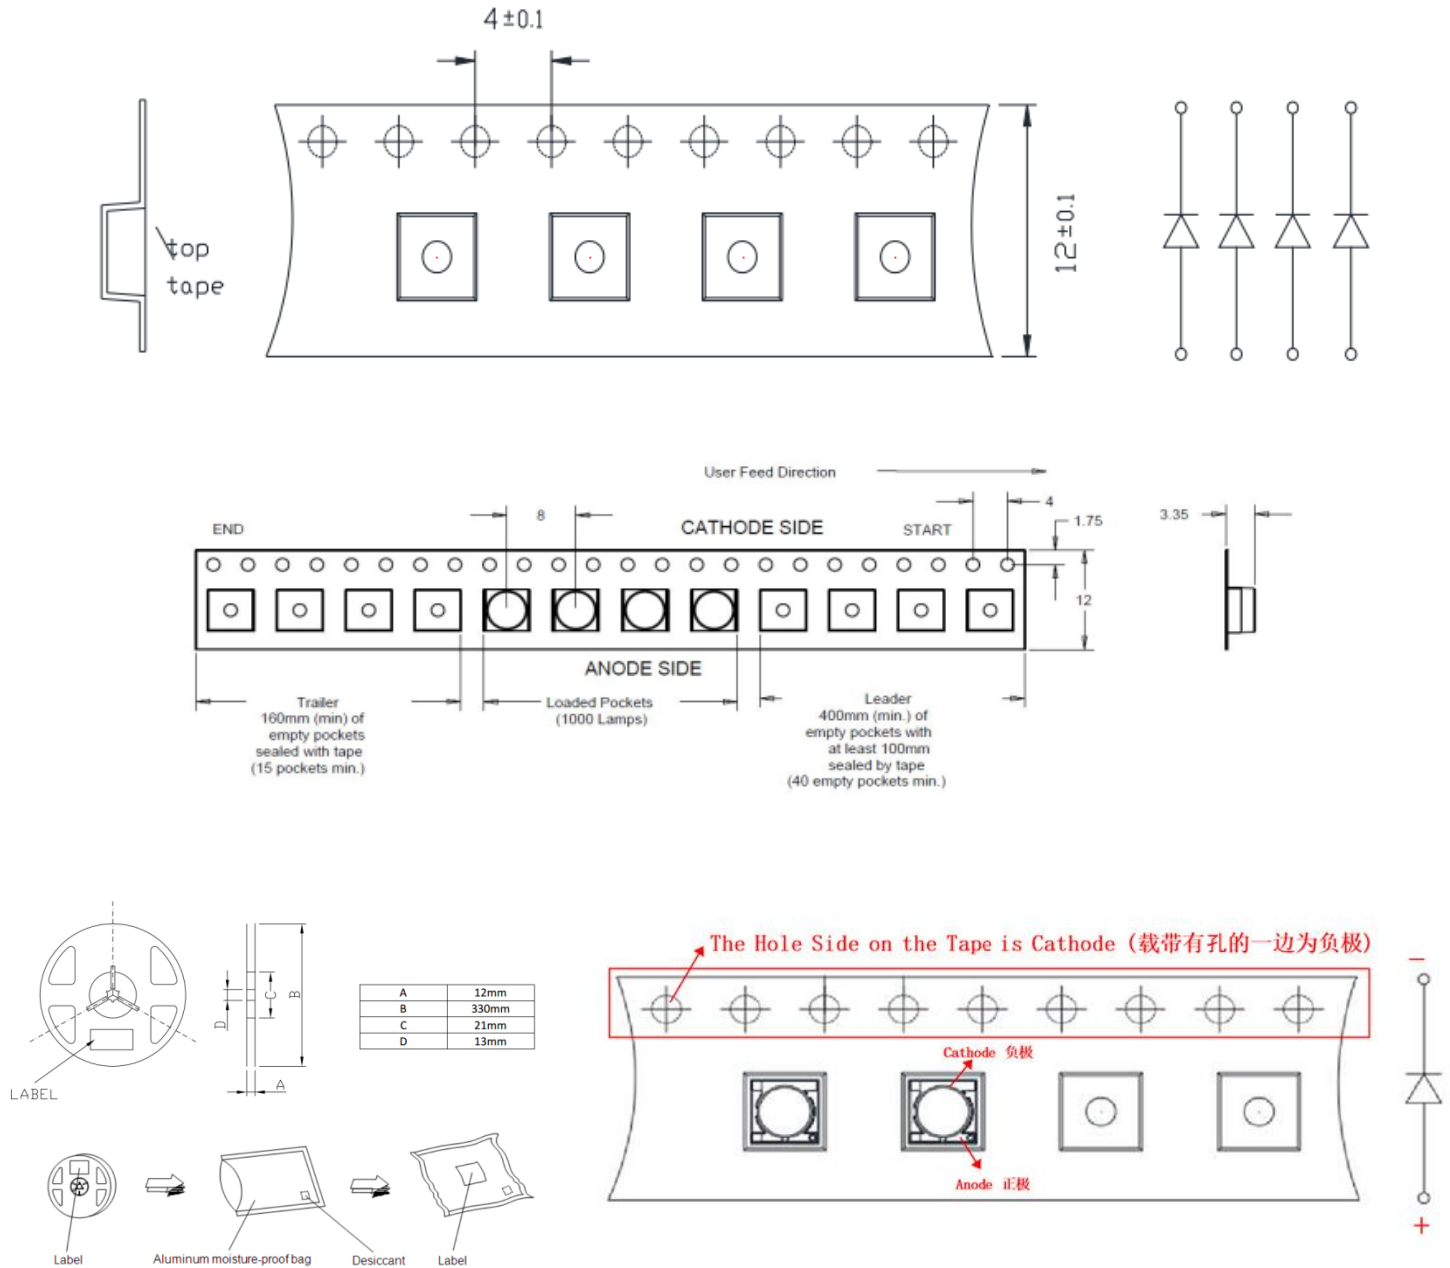 4±0.1
top
tape
12±0.1
User Feed Direction
END
8
CATHODE SIDE
START
4
1.75
3.35
12
ANODE SIDE
Trailer
160mm (min) of
empty pockets
sealed with tape
(15 pockets min.)
Loaded Pockets
(1000 Lamps)
Leader
400mm (min.) of
empty pockets with
at least 100mm
sealed by tape
(40 empty pockets min.)
D
C
B
A
LABEL
A 12mm
B 330mm
C 21mm
D 13mm
Label
Aluminum moisture-proof bag
Desiccant
Label
The Hole Side on the Tape is Cathode (载带有孔的一边为负极)
Cathode 负极
Anode 正极
−
+